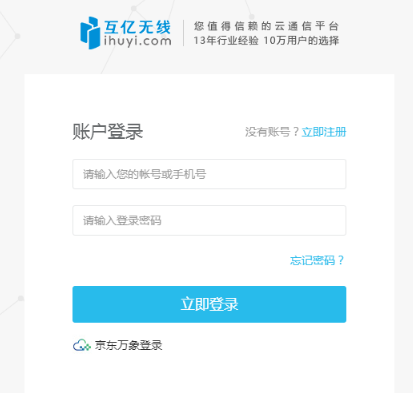 互亿无线
ihuyi.com
您值得信赖的云通信平台
13年行业经验 10万用户的选择
账户登录
没有账号？立即注册
请输入您的帐号或手机号
请输入登录密码
忘记密码？
立即登录
京东万象登录